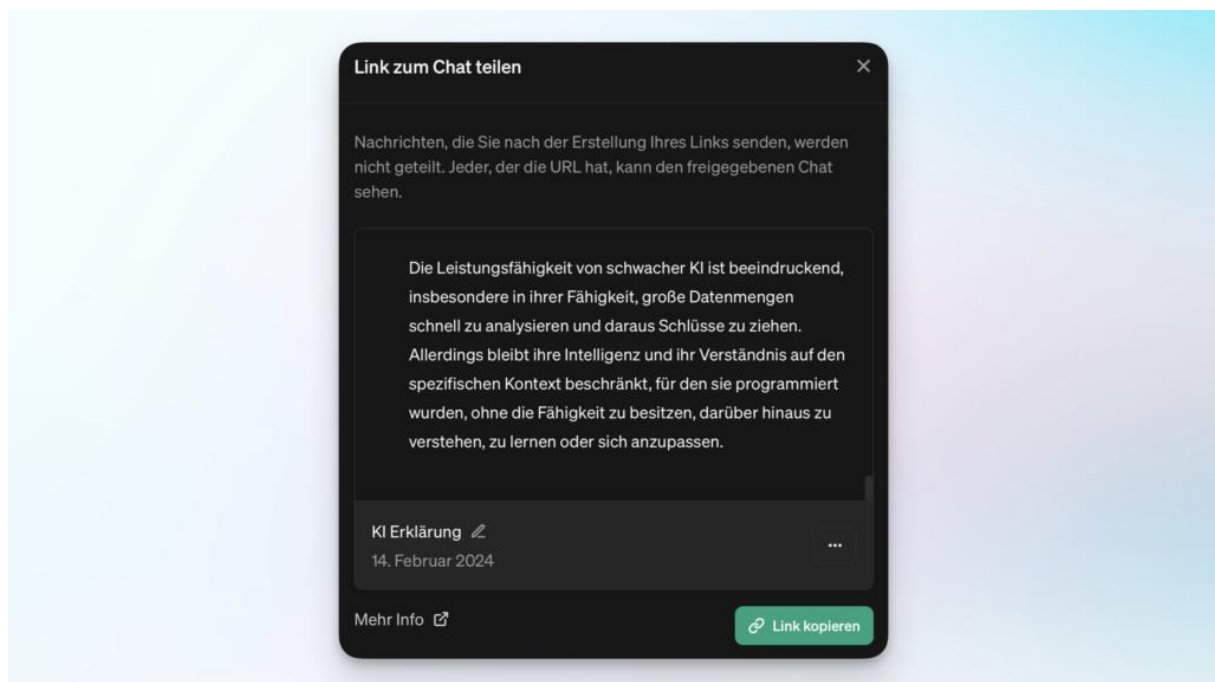 Link zum Chat teilen
Nachrichten, die Sie nach der Erstellung Ihres Links senden, werden
nicht geteilt. Jeder, der die URL hat, kann den freigegebenen Chat
sehen.
Die Leistungsfähigkeit von schwacher KI ist beeindruckend,
insbesondere in ihrer Fähigkeit, große Datenmengen
schnell zu analysieren und daraus Schlüsse zu ziehen.
Allerdings bleibt ihre Intelligenz und ihr Verständnis auf den
spezifischen Kontext beschränkt, für den sie programmiert
wurden, ohne die Fähigkeit zu besitzen, darüber hinaus zu
verstehen, zu lernen oder sich anzupassen.
KI Erklärung
14. Februar 2024
Mehr Info
Link kopieren